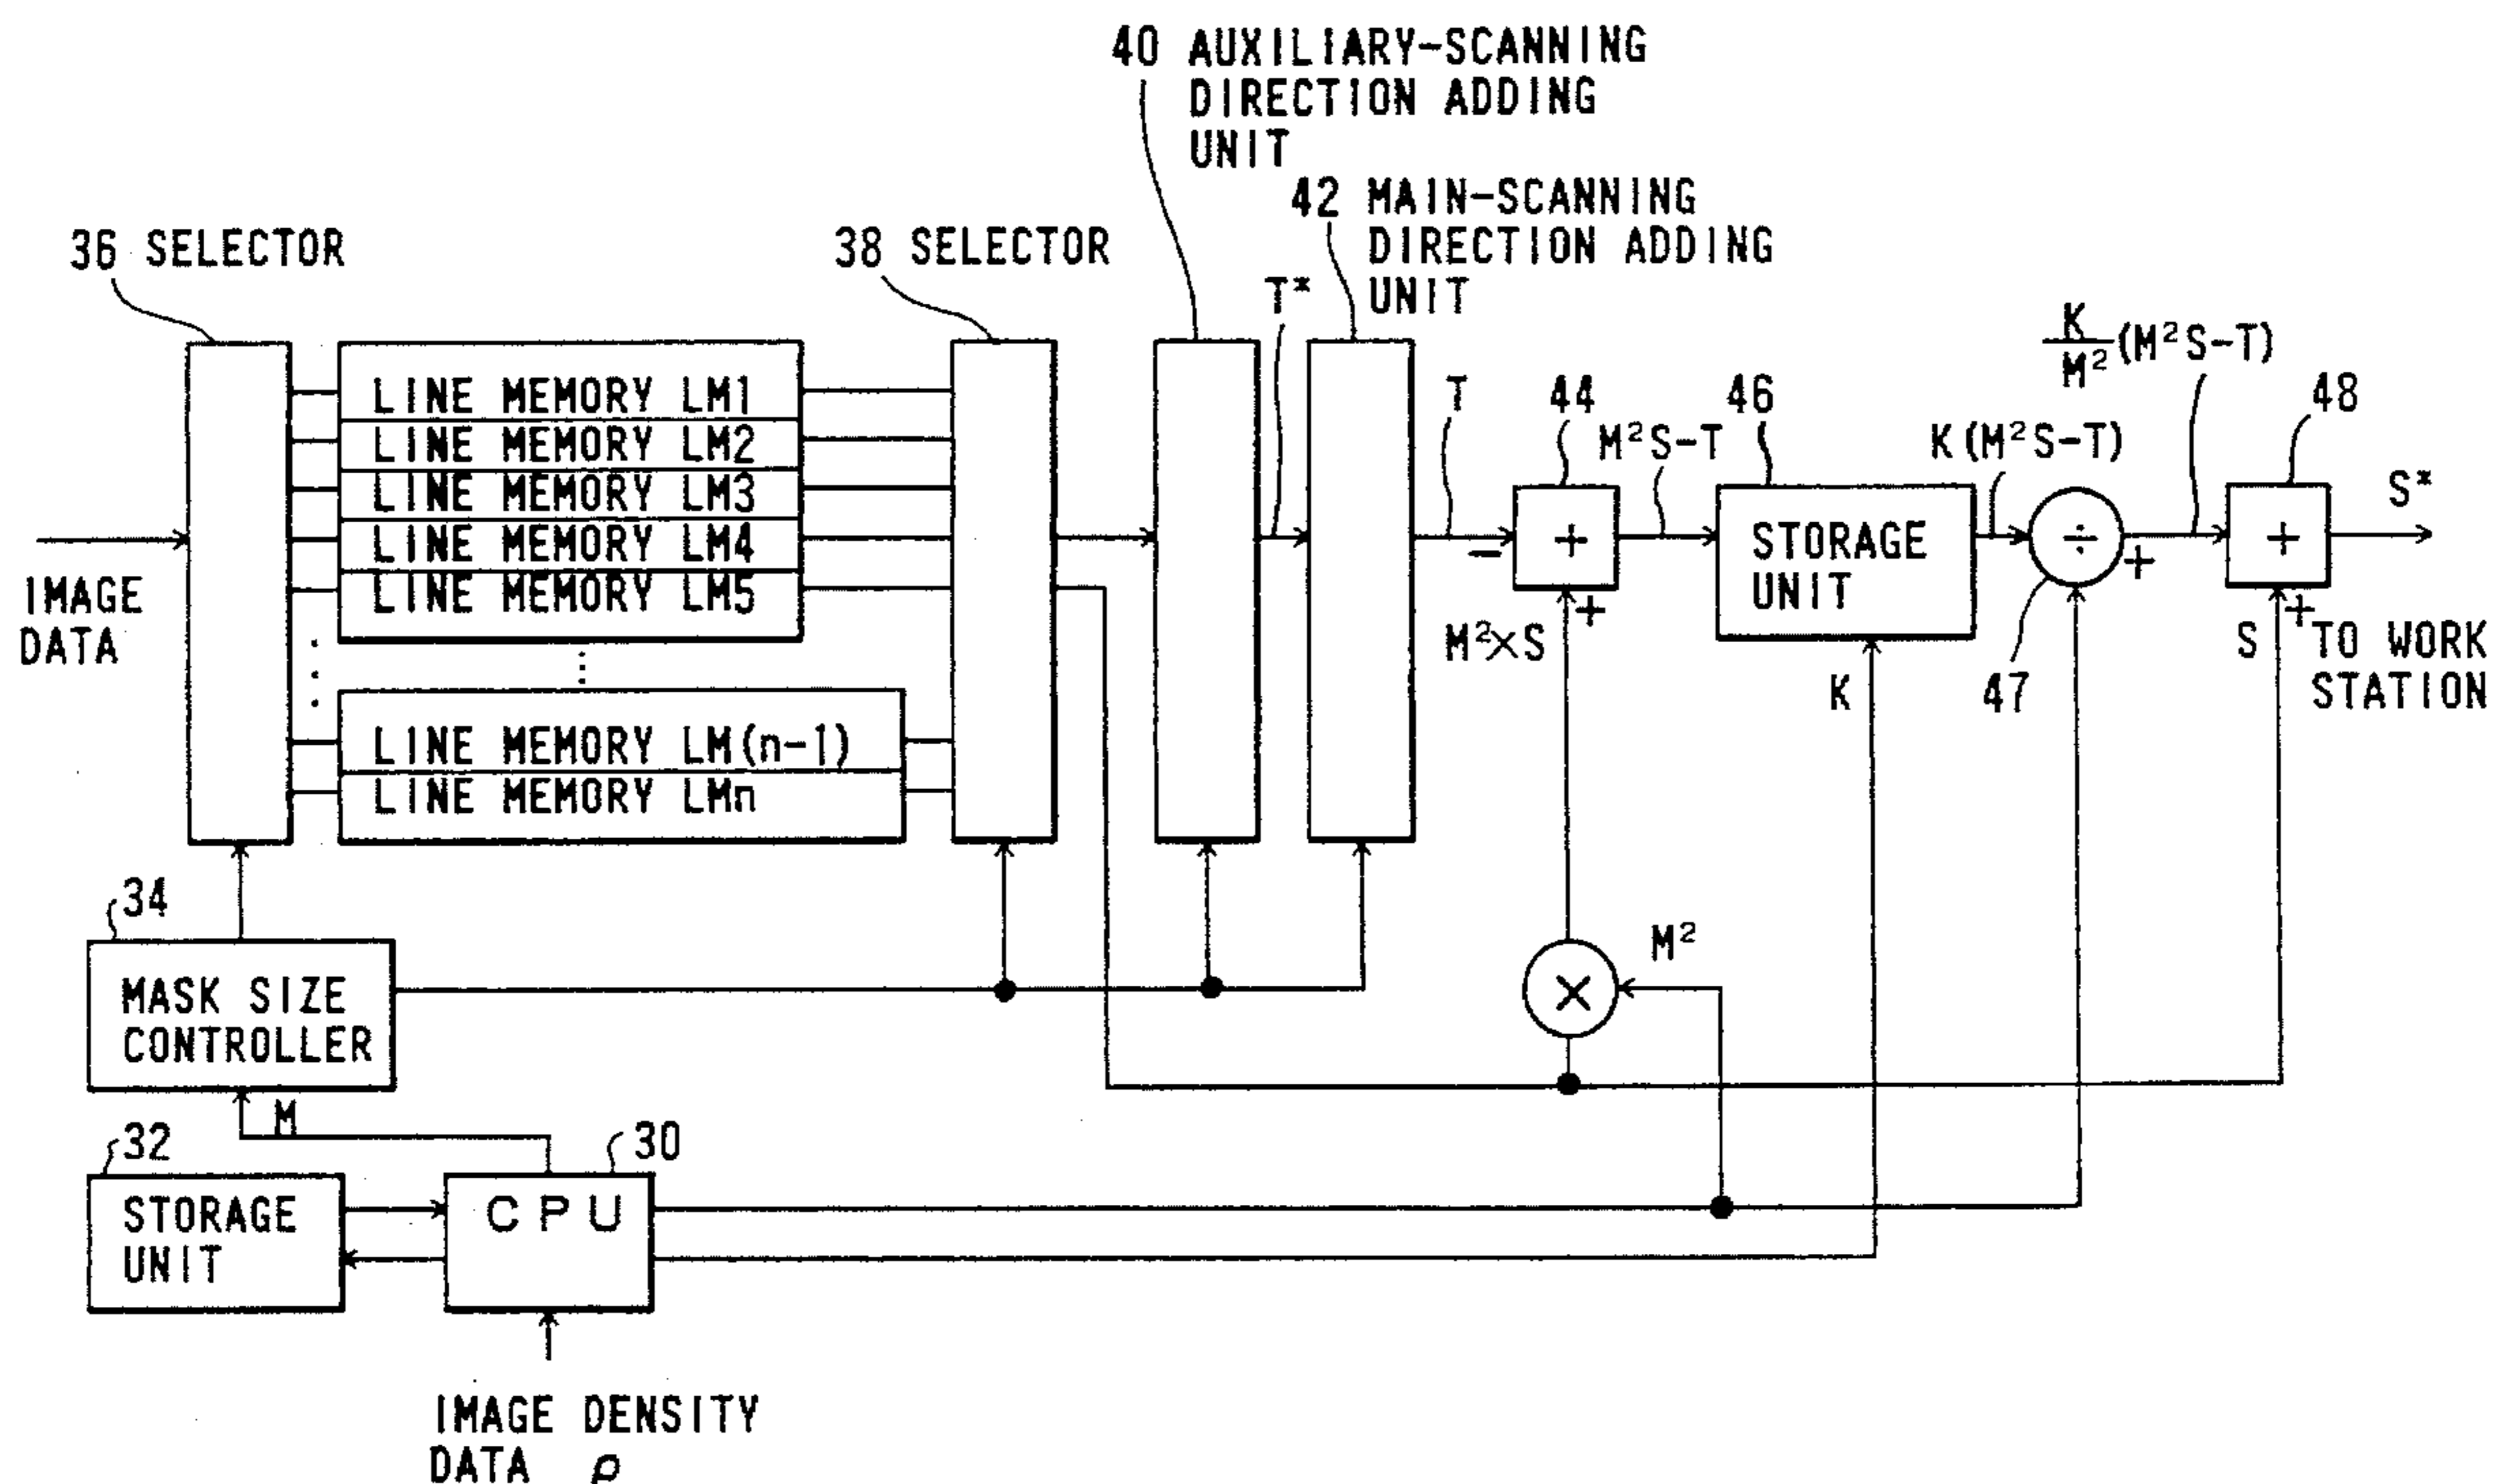 40 AUXILIARY-SCANNING
DIRECTION ADDING
UNIT
42 MAIN-SCANNING
DIRECTION ADDING
UNIT
36 SELECTOR
38 SELECTOR
T*
K/M² (M²S-T)
LINE MEMORY LM1
LINE MEMORY LM2
LINE MEMORY LM3
LINE MEMORY LM4
LINE MEMORY LM5
LINE MEMORY LM(n-1)
LINE MEMORY LMn
IMAGE
DATA
T
44
M²S-T
46
K(M²S-T)
48
S*
−
+
+
STORAGE
UNIT
÷
+
+
+
M²×S
K
47
S
TO WORK
STATION
34
MASK SIZE
CONTROLLER
M²
×
M
32
STORAGE
UNIT
30
CPU
IMAGE DENSITY
DATA ρ